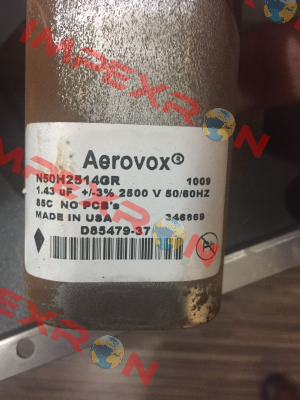 IMPEXRON
Aerovox®
N50H2514GR 1009
1.43 uF +/-3% 2500 V 50/60HZ
85C NO PCB's
MADE IN USA 346869
D85479-37
Pb
IMPEXRON